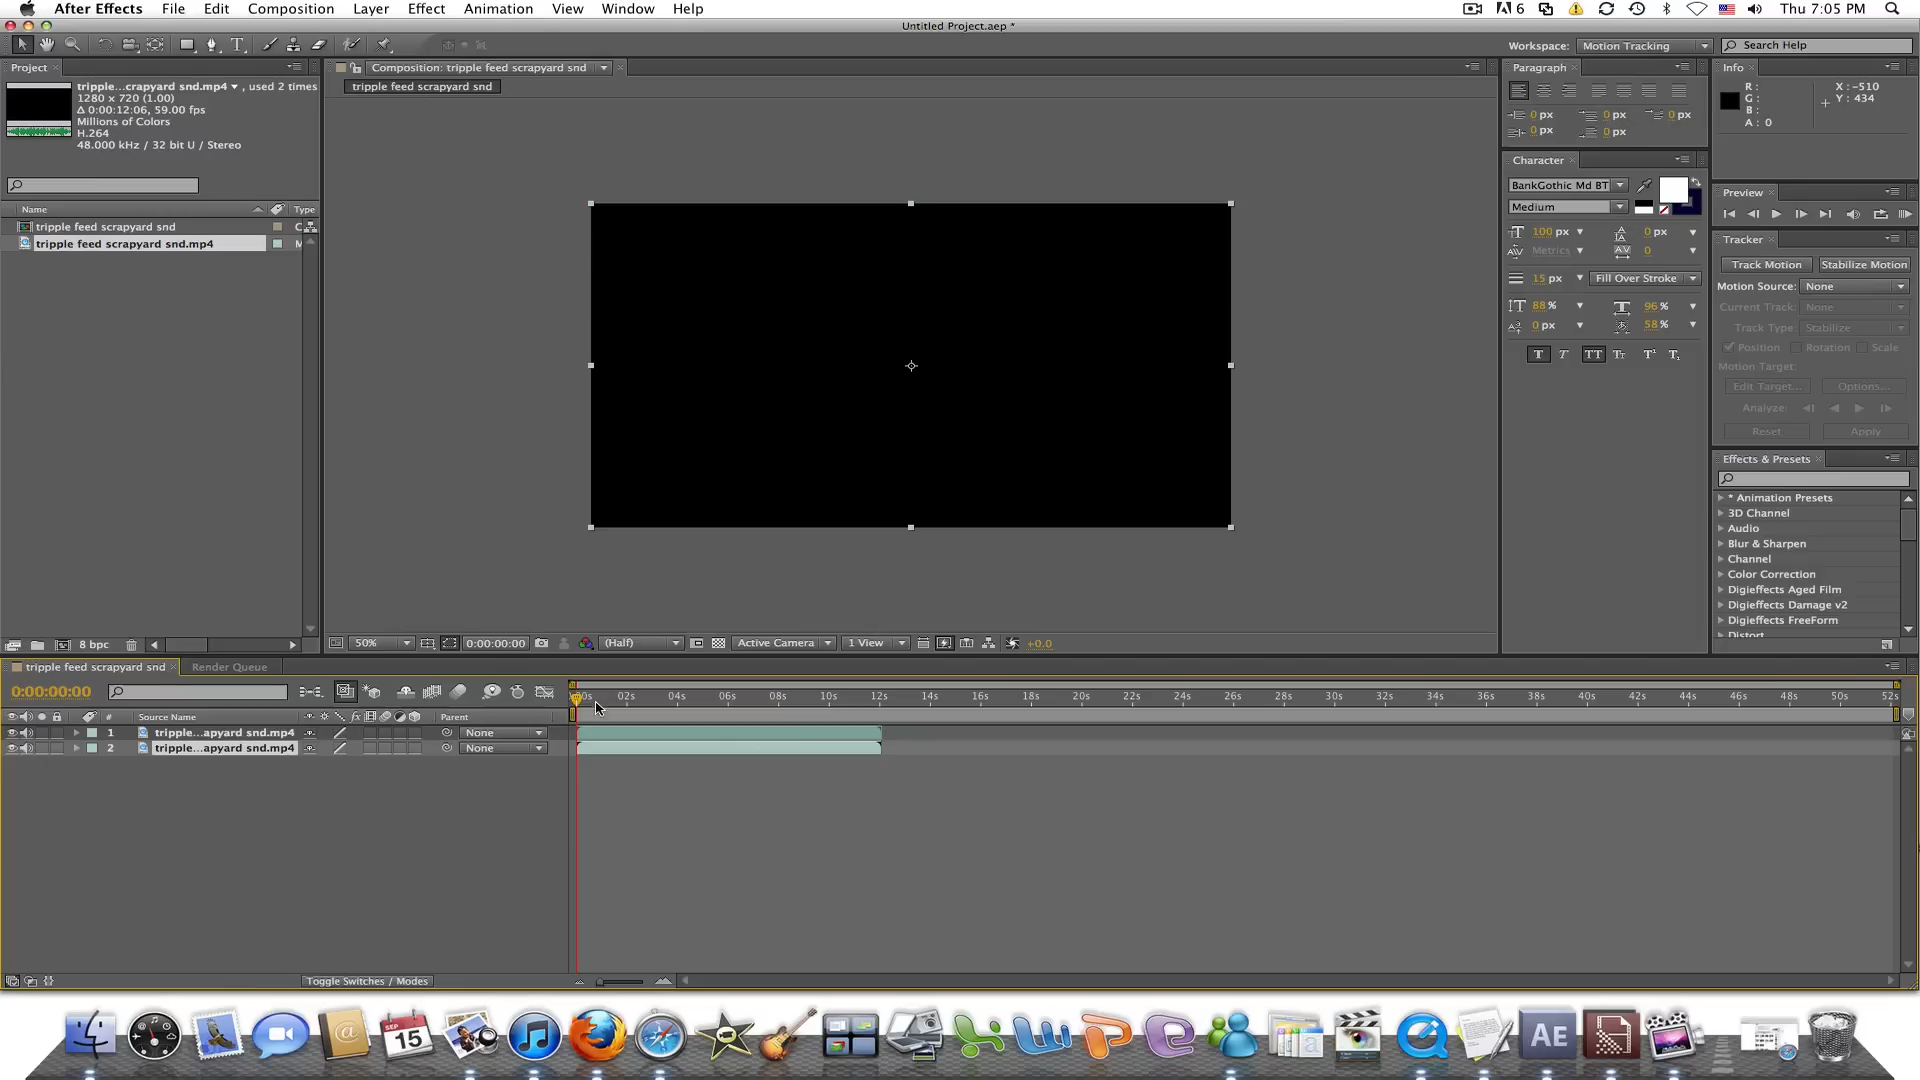 After Effects File Edit Composition Layer Effect Animation View Window Help
6 Thu 7:05 PM
Untitled Project.aep *
Workspace: Motion Tracking Search Help
Project
tripple...crapyard snd.mp4 , used 2 times
1280 x 720 (1.00)
Δ 0:00:12:06, 59.00 fps
Millions of Colors
H.264
48.000 kHz / 32 bit U / Stereo
Name Type
tripple feed scrapyard snd C
tripple feed scrapyard snd.mp4 M
8 bpc
Composition: tripple feed scrapyard snd
tripple feed scrapyard snd
50% 0:00:00:00 (Half) Active Camera 1 View +0.0
Paragraph
0 px 0 px 0 px
0 px 0 px
Character
BankGothic Md BT
Medium
100 px 0 px
Metrics 0
15 px Fill Over Stroke
88 % 96 %
0 px 58 %
T T TT Tt T¹ T₁
Info
R :
G :
B :
A : 0
X : -510
Y : 434
Preview
Tracker
Track Motion Stabilize Motion
Motion Source: None
Current Track: None
Track Type: Stabilize
Position Rotation Scale
Motion Target:
Edit Target... Options...
Analyze:
Reset Apply
Effects & Presets
* Animation Presets
3D Channel
Audio
Blur & Sharpen
Channel
Color Correction
Digieffects Aged Film
Digieffects Damage v2
Digieffects FreeForm
Distort
tripple feed scrapyard snd Render Queue
0:00:00:00
02s 04s 06s 08s 10s 12s 14s 16s 18s 20s 22s 24s 26s 28s 30s 32s 34s 36s 38s 40s 42s 44s 46s 48s 50s 52s
# Source Name fx Parent
1 tripple...apyard snd.mp4 None
2 tripple...apyard snd.mp4 None
Toggle Switches / Modes
SEP
15
AE